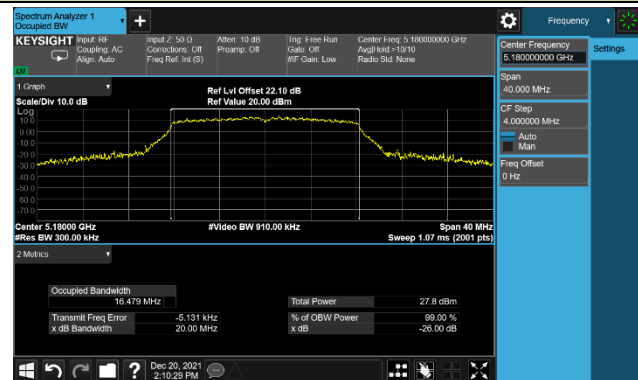 Spectrum Analyzer 1
Occupied BW
Frequency
KEYSIGHT
Input: RF
Coupling: AC
Align: Auto
Input Z: 50 Ω
Corrections: Off
Freq Ref: Int (S)
Atten: 10 dB
Preamp: Off
Trig: Free Run
Gate: Off
#IF Gain: Low
Center Freq: 5.180000000 GHz
Avg|Hold:>10/10
Radio Std: None
Center Frequency
5.180000000 GHz
Settings
Span
40.000 MHz
CF Step
4.000000 MHz
Auto
Man
Freq Offset
0 Hz
1 Graph
Scale/Div 10.0 dB
Ref Lvl Offset 22.10 dB
Ref Value 20.00 dBm
Log
10.0
0.00
-10.0
-20.0
-30.0
-40.0
-50.0
-60.0
-70.0
Center 5.18000 GHz
#Video BW 910.00 kHz
Span 40 MHz
#Res BW 300.00 kHz
Sweep 1.07 ms (2001 pts)
2 Metrics
Occupied Bandwidth
16.479 MHz
Total Power 27.8 dBm
Transmit Freq Error -5.131 kHz
% of OBW Power 99.00 %
x dB Bandwidth 20.00 MHz
x dB -26.00 dB
Dec 20, 2021
2:10:29 PM